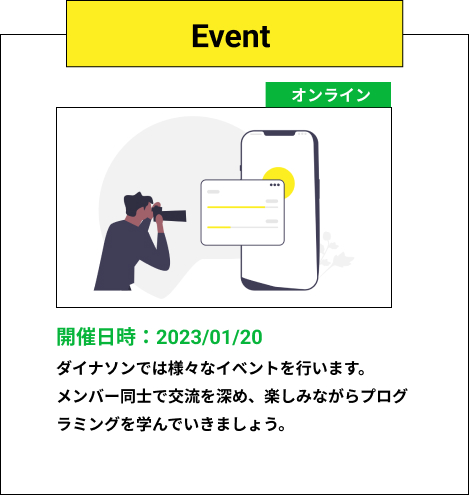 Event
オンライン
開催日時：2023/01/20
ダイナソンでは様々なイベントを行います。
メンバー同士で交流を深め、楽しみながらプログ
ラミングを学んでいきましょう。